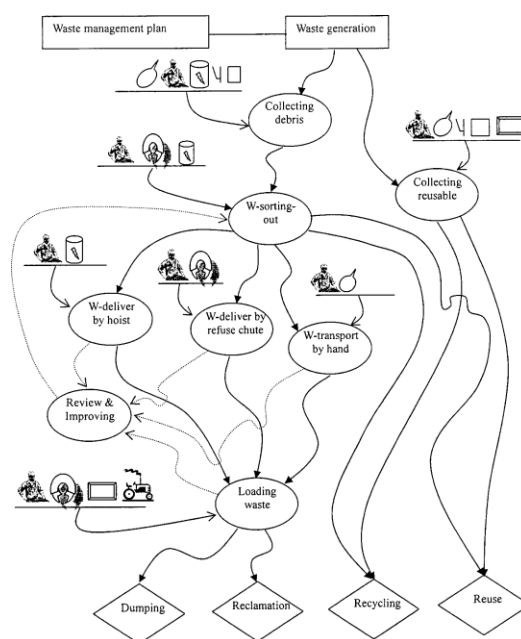 Waste management plan
Waste generation
Collecting
debris
Collecting
reusable
W-sorting-
out
W-deliver
by hoist
W-deliver by
refuse chute
W-transport
by hand
Review &
Improving
Loading
waste
Dumping
Reclamation
Recycling
Reuse